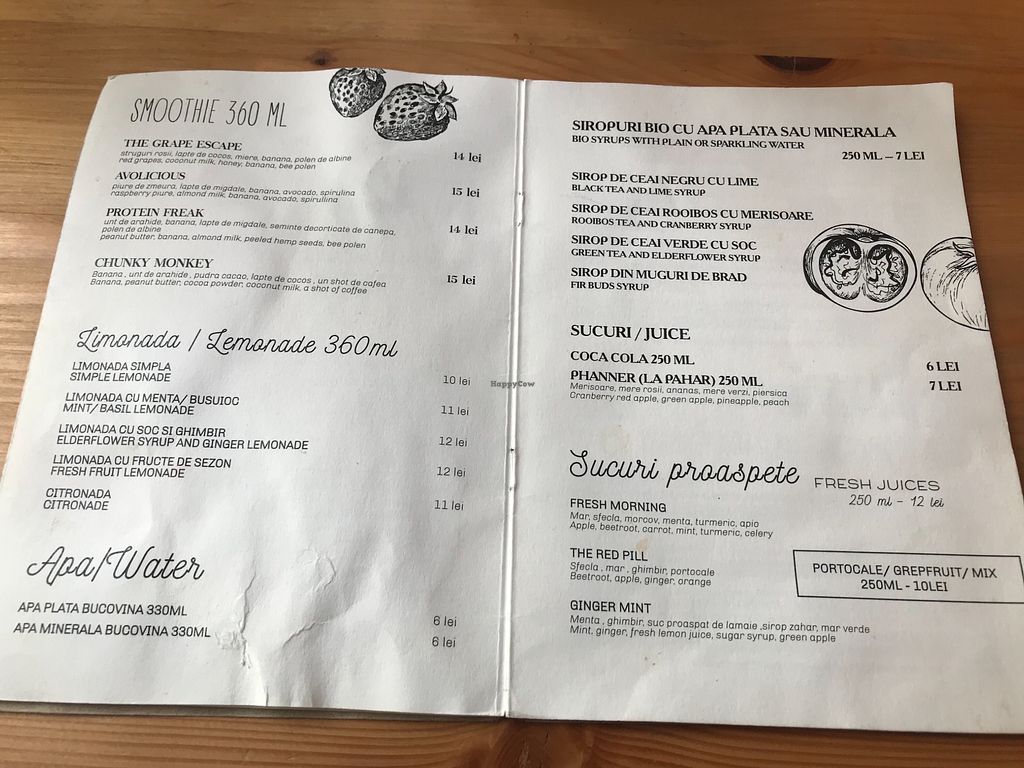 SMOOTHIE 360 ML
THE GRAPE ESCAPE
struguri rosii, lapte de cocos, miere, banana, polen de albine
red grapes, coconut milk, honey, banana, bee polen
14 lei
AVOLICIOUS
piure de zmeura, lapte de migdale, banana, avocado, spirulina
raspberry piure, almond milk, banana, avocado, spirullina
15 lei
PROTEIN FREAK
unt de arahide, banana, lapte de migdale, seminte decorticate de canepa,
polen de albine
peanut butter, banana, almond milk, peeled hemp seeds, bee polen
14 lei
CHUNKY MONKEY
Banana , unt de arahide , pudra cacao, lapte de cocos , un shot de cafea
Banana, peanut butter, cocoa powder, coconut milk, a shot of coffee
15 lei
Limonada / Lemonade 360ml
LIMONADA SIMPLA
SIMPLE LEMONADE
10 lei
LIMONADA CU MENTA/ BUSUIOC
MINT/ BASIL LEMONADE
11 lei
LIMONADA CU SOC SI GHIMBIR
ELDERFLOWER SYRUP AND GINGER LEMONADE
12 lei
LIMONADA CU FRUCTE DE SEZON
FRESH FRUIT LEMONADE
12 lei
CITRONADA
CITRONADE
11 lei
Apa/Water
APA PLATA BUCOVINA 330ML
6 lei
APA MINERALA BUCOVINA 330ML
6 lei
HappyCow
SIROPURI BIO CU APA PLATA SAU MINERALA
BIO SYRUPS WITH PLAIN OR SPARKLING WATER
250 ML – 7 LEI
SIROP DE CEAI NEGRU CU LIME
BLACK TEA AND LIME SYRUP
SIROP DE CEAI ROOIBOS CU MERISOARE
ROOIBOS TEA AND CRANBERRY SYRUP
SIROP DE CEAI VERDE CU SOC
GREEN TEA AND ELDERFLOWER SYRUP
SIROP DIN MUGURI DE BRAD
FIR BUDS SYRUP
SUCURI / JUICE
COCA COLA 250 ML
6 LEI
PHANNER (LA PAHAR) 250 ML
7 LEI
Merisoare, mere rosii, ananas, mere verzi, piersica
Cranberry red apple, green apple, pineapple, peach
Sucuri proaspete FRESH JUICES
250 ml - 12 lei
FRESH MORNING
Mar, sfecla, morcov, menta, turmeric, apio
Apple, beetroot, carrot, mint, turmeric, celery
THE RED PILL
Sfecla , mar , ghimbir, portocale
Beetroot, apple, ginger, orange
PORTOCALE/ GREPFRUIT/ MIX
250ML - 10LEI
GINGER MINT
Menta , ghimbir, suc proaspat de lamaie ,sirop zahar, mar verde
Mint, ginger, fresh lemon juice, sugar syrup, green apple